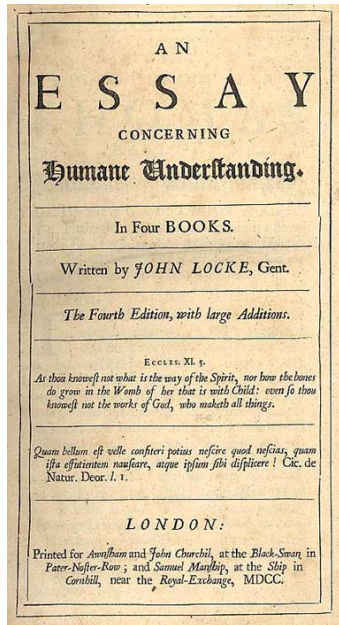 AN
ESSAY
CONCERNING
Humane Underſtanding.
In Four BOOKS.
Written by JOHN LOCKE, Gent.
The Fourth Edition, with large Additions.
ECCLES. XI. 5.
As thou knoweſt not what is the way of the Spirit, nor how the bones
do grow in the Womb of her that is with Child: even ſo thou
knoweſt not the works of God, who maketh all things.
Quam bellum eſt velle confiteri potius neſcire quod neſcias, quam
iſta effutientem nauſeare, atque ipſum ſibi diſplicere! Cic. de
Natur. Deor. l. 1.
LONDON:
Printed for Awnſham and John Churchil, at the Black-Swan in
Pater-Noſter-Row; and Samuel Manſhip, at the Ship in
Cornhill, near the Royal-Exchange, MDCC.